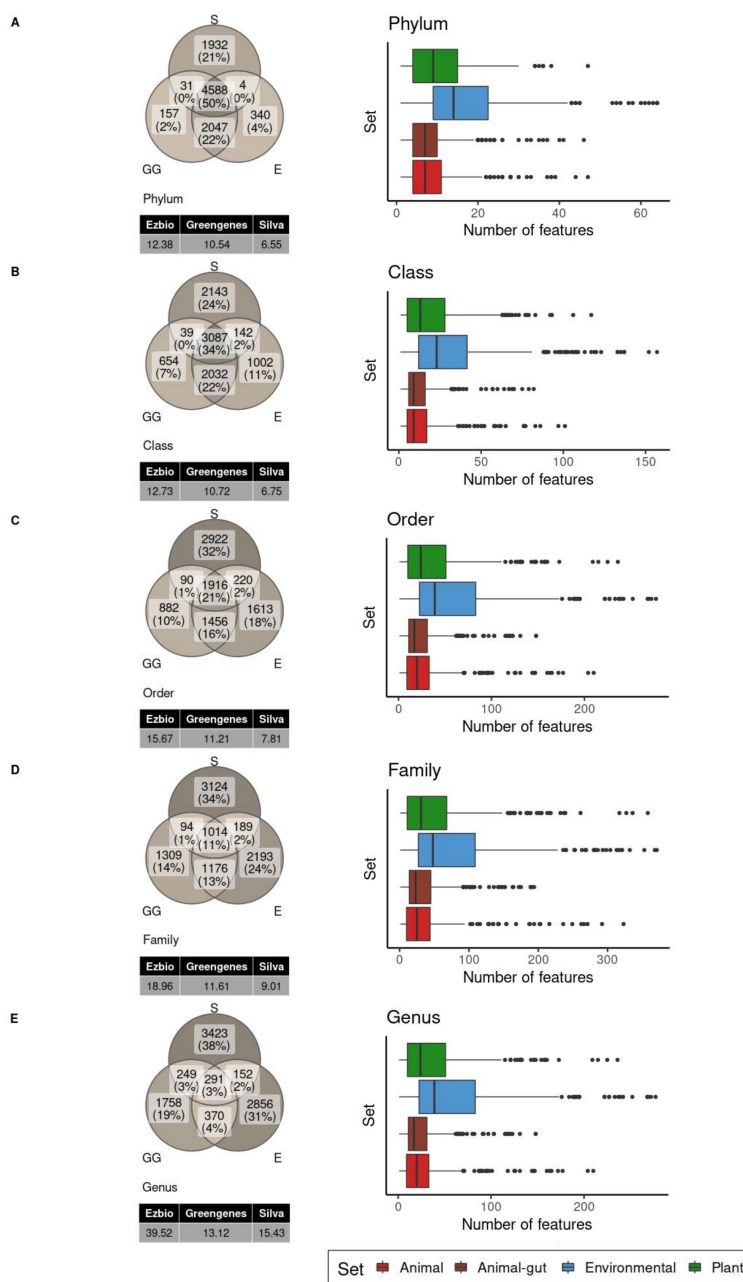 A
S
1932
(21%)
31
(0%)
4588
(50%)
4
0%)
157
(2%)
2047
(22%)
340
(4%)
GG
E
Phylum
Ezbio Greengenes Silva
12.38 10.54 6.55
Phylum
Set
0 20 40 60
Number of features
B
S
2143
(24%)
39
(0%)
3087
(34%)
142
2%)
654
(7%)
2032
(22%)
1002
(11%)
GG
E
Class
Ezbio Greengenes Silva
12.73 10.72 6.75
Class
Set
0 50 100 150
Number of features
C
S
2922
(32%)
90
(1%)
1916
(21%)
220
(2%)
882
(10%)
1456
(16%)
1613
(18%)
GG
E
Order
Ezbio Greengenes Silva
15.67 11.21 7.81
Order
Set
0 100 200
Number of features
D
S
3124
(34%)
94
(1%)
1014
(11%)
189
(2%)
1309
(14%)
1176
(13%)
2193
(24%)
GG
E
Family
Ezbio Greengenes Silva
18.96 11.61 9.01
Family
Set
0 100 200 300
Number of features
E
S
3423
(38%)
249
(3%)
291
(3%)
152
(2%)
1758
(19%)
370
(4%)
2856
(31%)
GG
E
Genus
Ezbio Greengenes Silva
39.52 13.12 15.43
Genus
Set
0 100 200
Number of features
Set Animal Animal-gut Environmental Plant